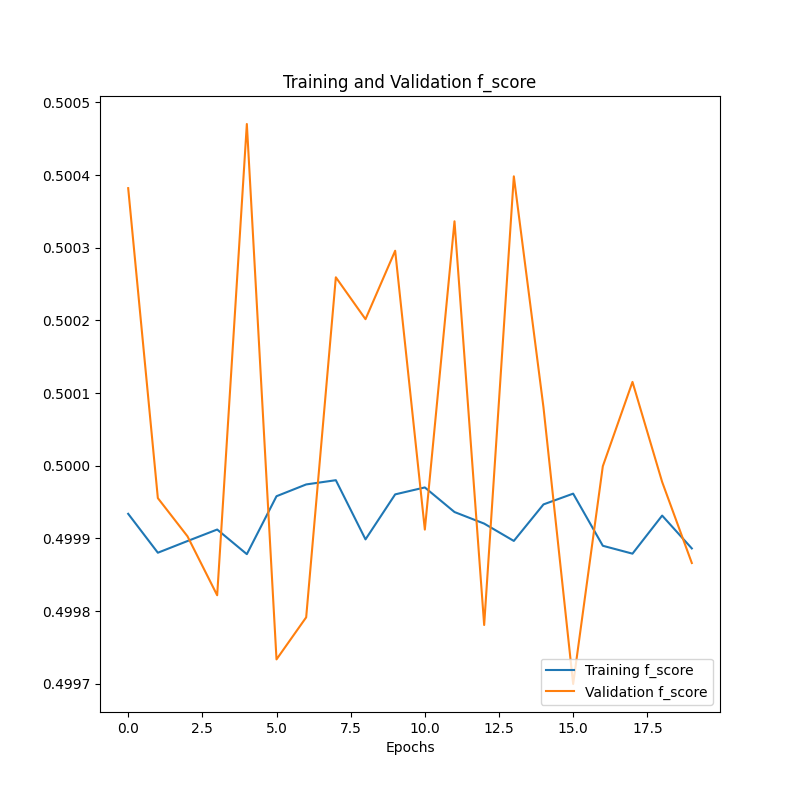 Training and Validation f_score
0.5005
0.5004
0.5003
0.5002
0.5001
0.5000
0.4999
0.4998
0.4997
Training f_score
Validation f_score
0.0 2.5 5.0 7.5 10.0 12.5 15.0 17.5
Epochs